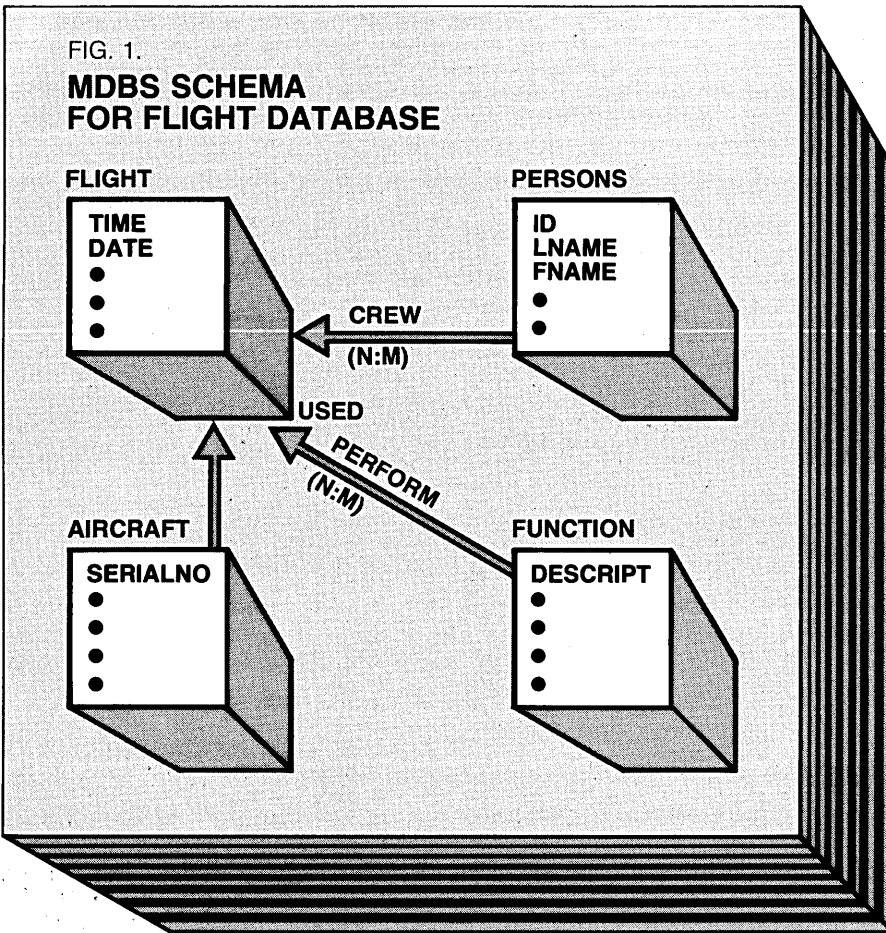 FIG. 1.
MDBS SCHEMA
FOR FLIGHT DATABASE
FLIGHT
TIME
DATE
PERSONS
ID
LNAME
FNAME
CREW
(N:M)
USED
PERFORM
(N:M)
AIRCRAFT
SERIALNO
FUNCTION
DESCRIPT